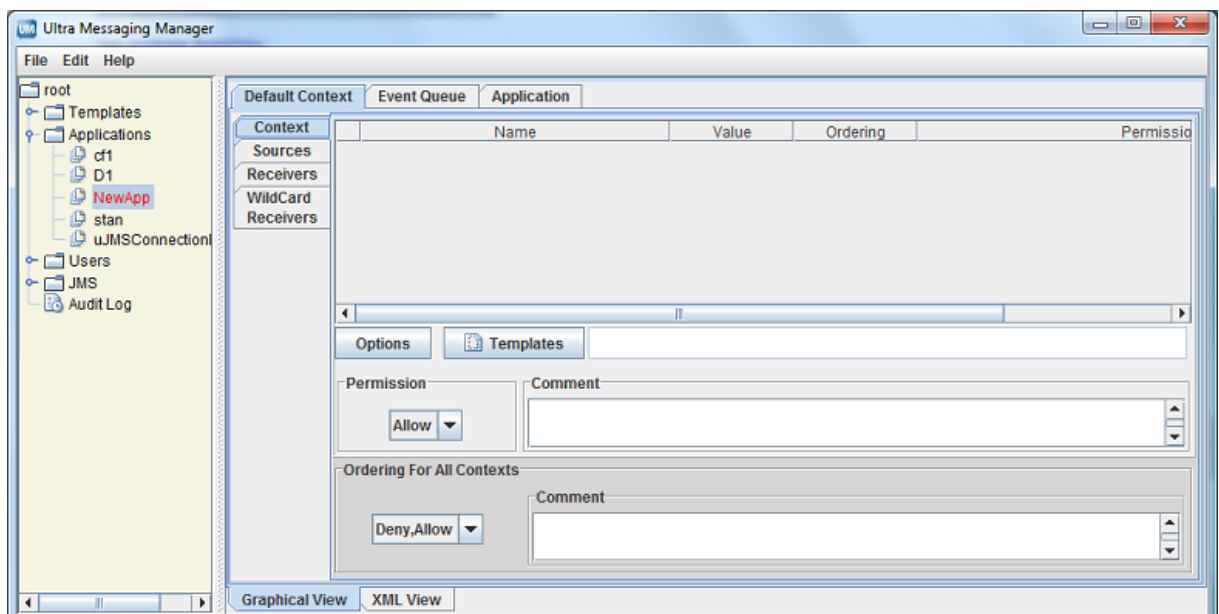 UM Ultra Messaging Manager
File Edit Help
root
Templates
Applications
cf1
D1
NewApp
stan
uJMSConnection
Users
JMS
Audit Log
Default Context Event Queue Application
Context
Sources
Receivers
WildCard
Receivers
Name Value Ordering Permissio
Options Templates
Permission Comment
Allow
Ordering For All Contexts
Comment
Deny,Allow
Graphical View XML View